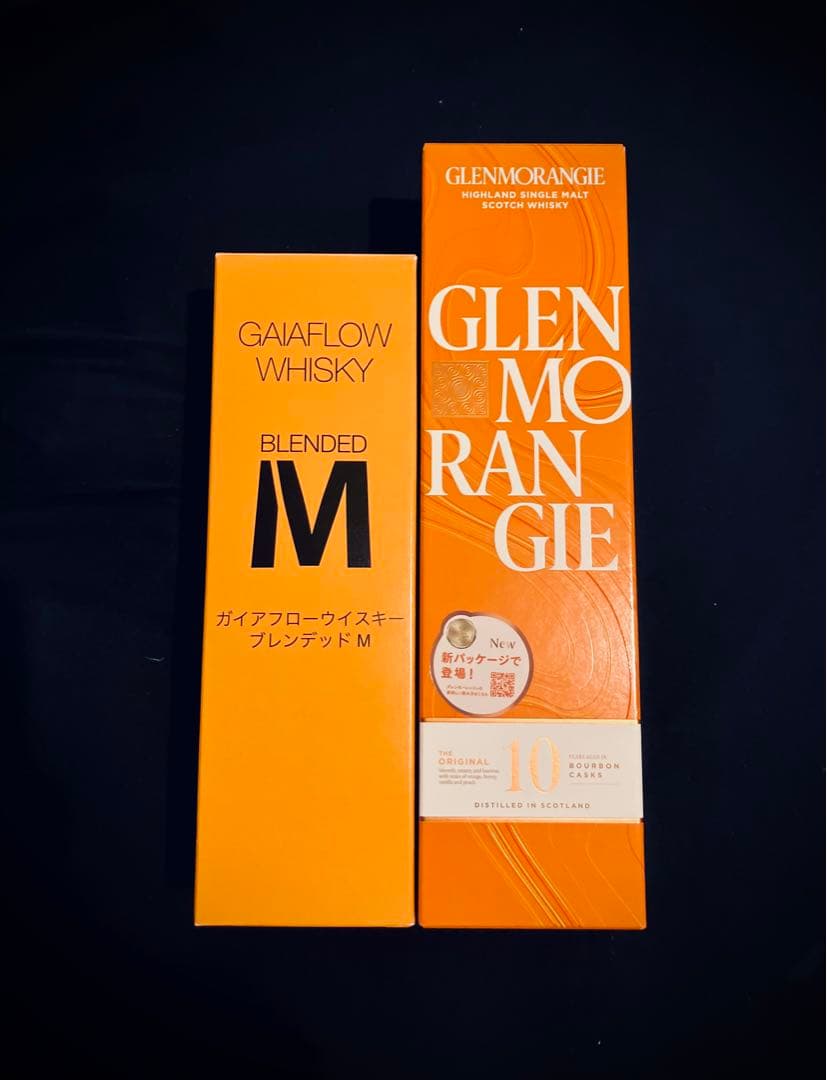 GAIAFLOW
WHISKY
BLENDED
M
ガイアフローウイスキー
ブレンデッド M
GLENMORANGIE
HIGHLAND SINGLE MALT
SCOTCH WHISKY
GLEN
MO
RAN
GIE
New
新パッケージで
登場!
THE
ORIGINAL
10
YEARS AGED IN
BOURBON
CASKS
DISTILLED IN SCOTLAND